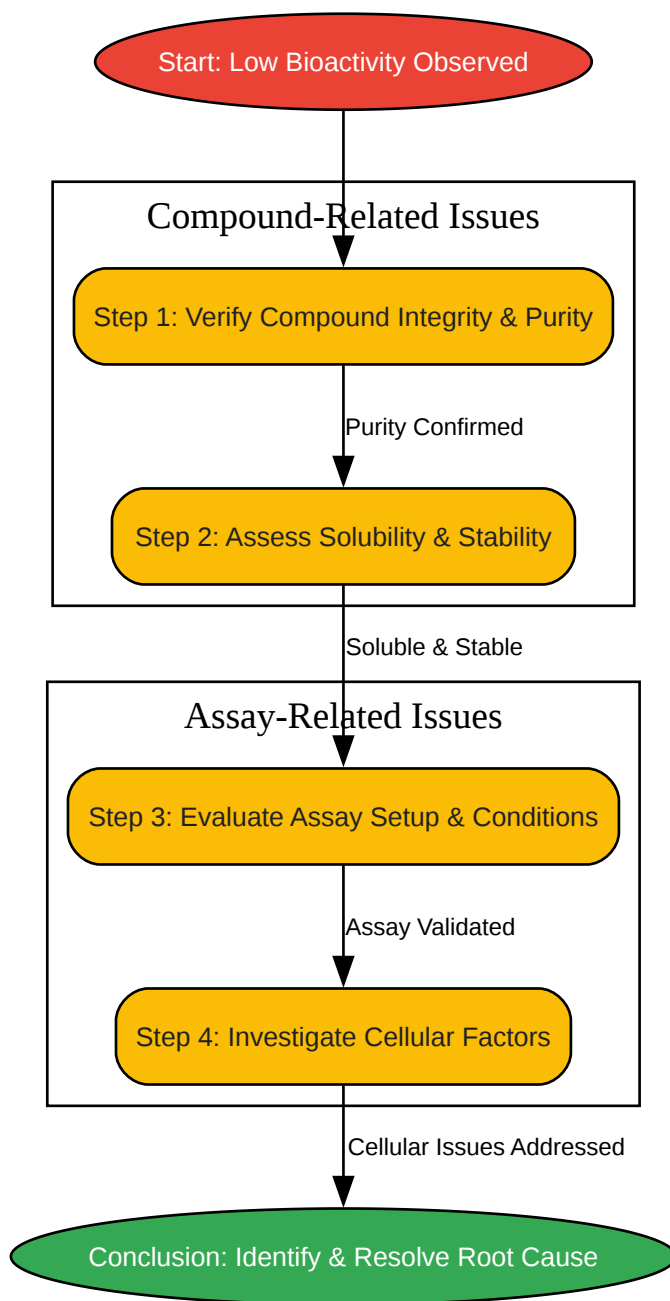 Start: Low Bioactivity Observed
Compound-Related Issues
Step 1: Verify Compound Integrity & Purity
Purity Confirmed
Step 2: Assess Solubility & Stability
Soluble & Stable
Assay-Related Issues
Step 3: Evaluate Assay Setup & Conditions
Assay Validated
Step 4: Investigate Cellular Factors
Cellular Issues Addressed
Conclusion: Identify & Resolve Root Cause